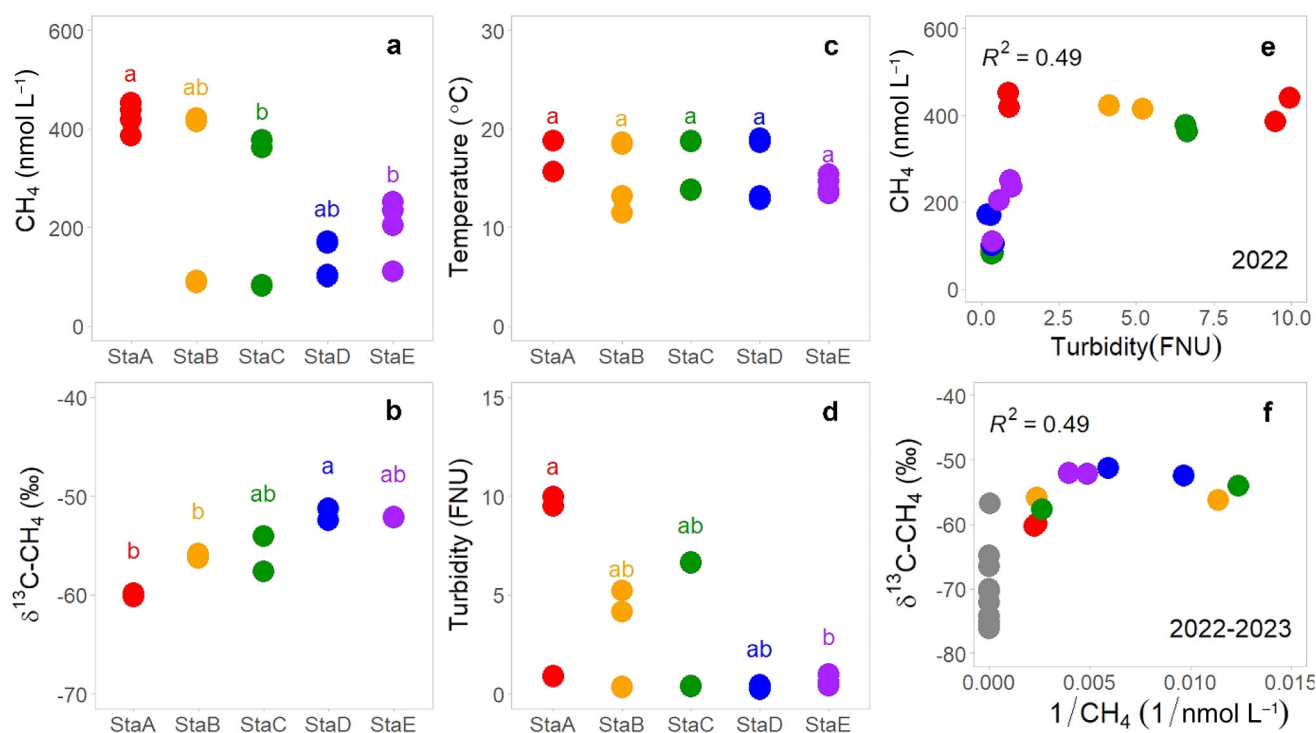 a
CH₄ (nmol L⁻¹)
600
400
200
0
a
ab
b
ab
b
StaA StaB StaC StaD StaE
c
Temperature (°C)
30
20
10
0
a
a
a
a
a
StaA StaB StaC StaD StaE
e
R² = 0.49
CH₄ (nmol L⁻¹)
600
400
200
0
2022
0.0 2.5 5.0 7.5 10.0
Turbidity(FNU)
b
δ¹³C-CH₄ (‰)
-40
-50
-60
-70
b
b
ab
a
ab
StaA StaB StaC StaD StaE
d
Turbidity (FNU)
15
10
5
0
a
ab
ab
ab
b
StaA StaB StaC StaD StaE
f
R² = 0.49
δ¹³C-CH₄ (‰)
-40
-50
-60
-70
-80
2022-2023
0.000 0.005 0.010 0.015
1/CH₄ (1/nmol L⁻¹)